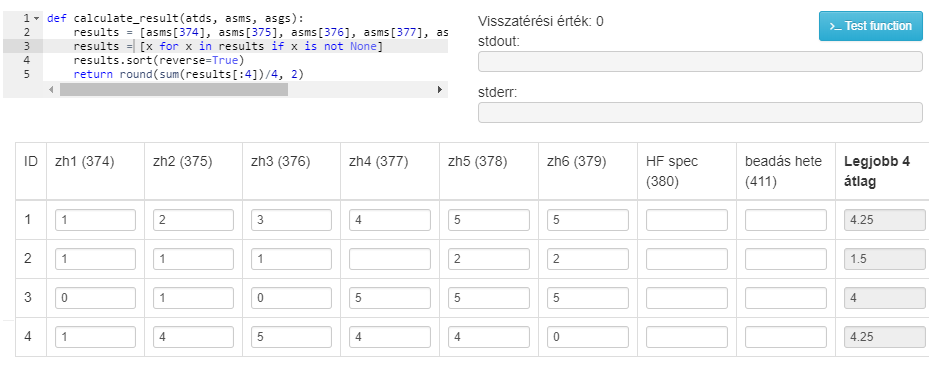 1 def calculate_result(atds, asms, asgs):
2 results = [asms[374], asms[375], asms[376], asms[377], as
3 results = [x for x in results if x is not None]
4 results.sort(reverse=True)
5 return round(sum(results[:4])/4, 2)
Visszatérési érték: 0
>_ Test function
stdout:
stderr:
ID zh1 (374) zh2 (375) zh3 (376) zh4 (377) zh5 (378) zh6 (379) HF spec (380) beadás hete (411) Legjobb 4 átlag
1 1 2 3 4 5 5 4.25
2 1 1 1 2 2 1.5
3 0 1 0 5 5 5 4
4 1 4 5 4 4 0 4.25